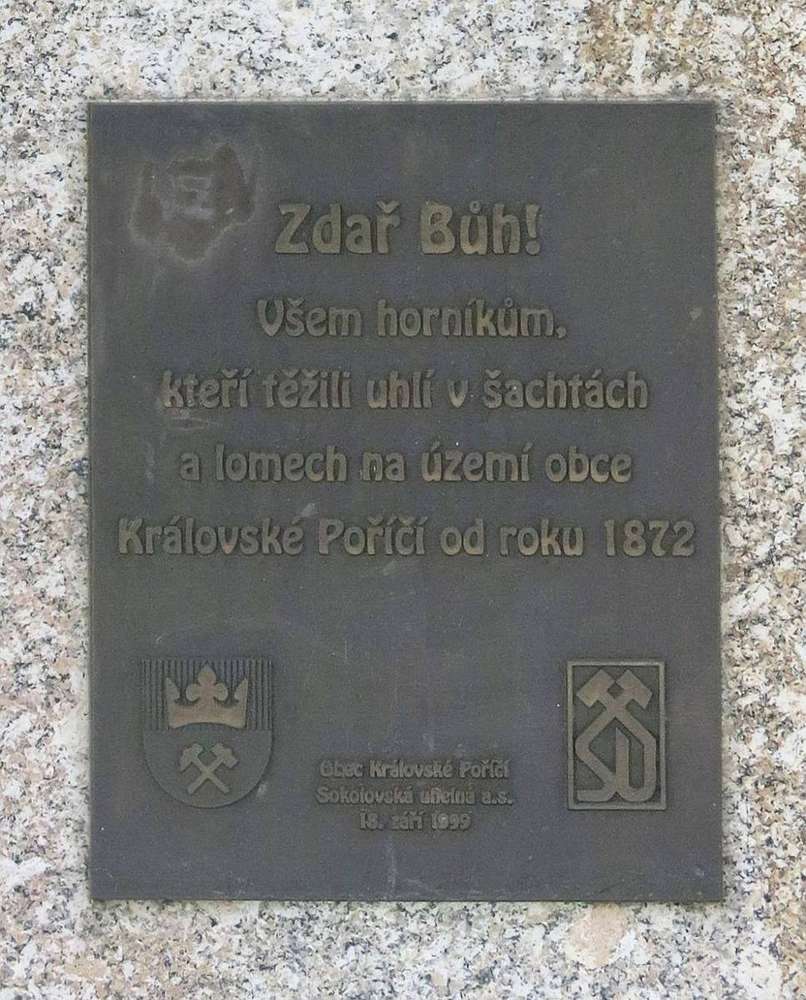 Zdař Bůh!
Všem horníkům,
kteří těžili uhlí v šachtách
a lomech na území obce
Královské Poříčí od roku 1872
Obec Královské Poříčí
Sokolovská uhelná a.s.
18. září 1999
SU